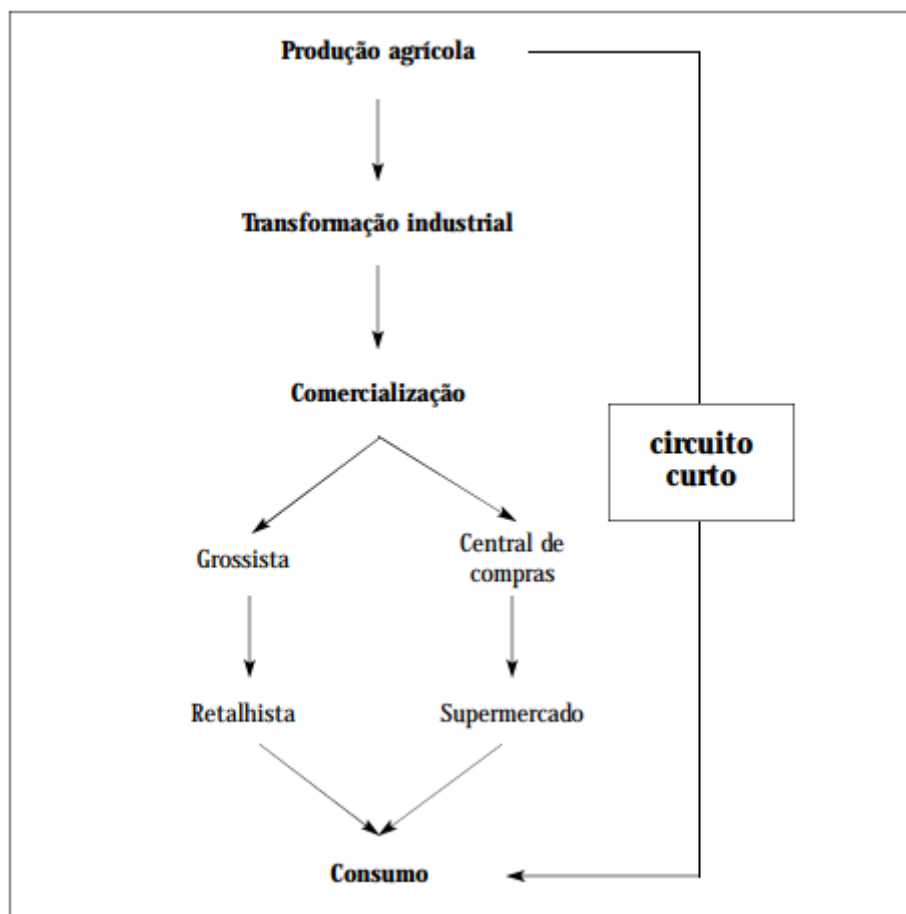 Produção agrícola
Transformação industrial
Comercialização
circuito
curto
Grossista
Central de
compras
Retalhista
Supermercado
Consumo